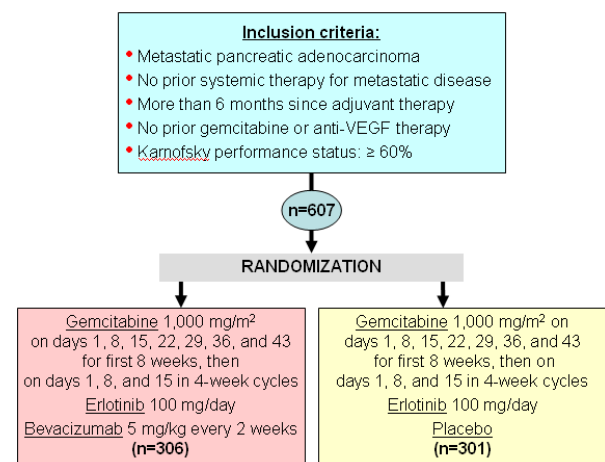 Inclusion criteria:
• Metastatic pancreatic adenocarcinoma
• No prior systemic therapy for metastatic disease
• More than 6 months since adjuvant therapy
• No prior gemcitabine or anti-VEGF therapy
• Karnofsky performance status: ≥ 60%
n=607
RANDOMIZATION
Gemcitabine 1,000 mg/m²
on days 1, 8, 15, 22, 29, 36, and 43
for first 8 weeks, then
on days 1, 8, and 15 in 4-week cycles
Erlotinib 100 mg/day
Bevacizumab 5 mg/kg every 2 weeks
(n=306)
Gemcitabine 1,000 mg/m² on
days 1, 8, 15, 22, 29, 36, and 43
for first 8 weeks, then on
days 1, 8, and 15 in 4-week cycles
Erlotinib 100 mg/day
Placebo
(n=301)